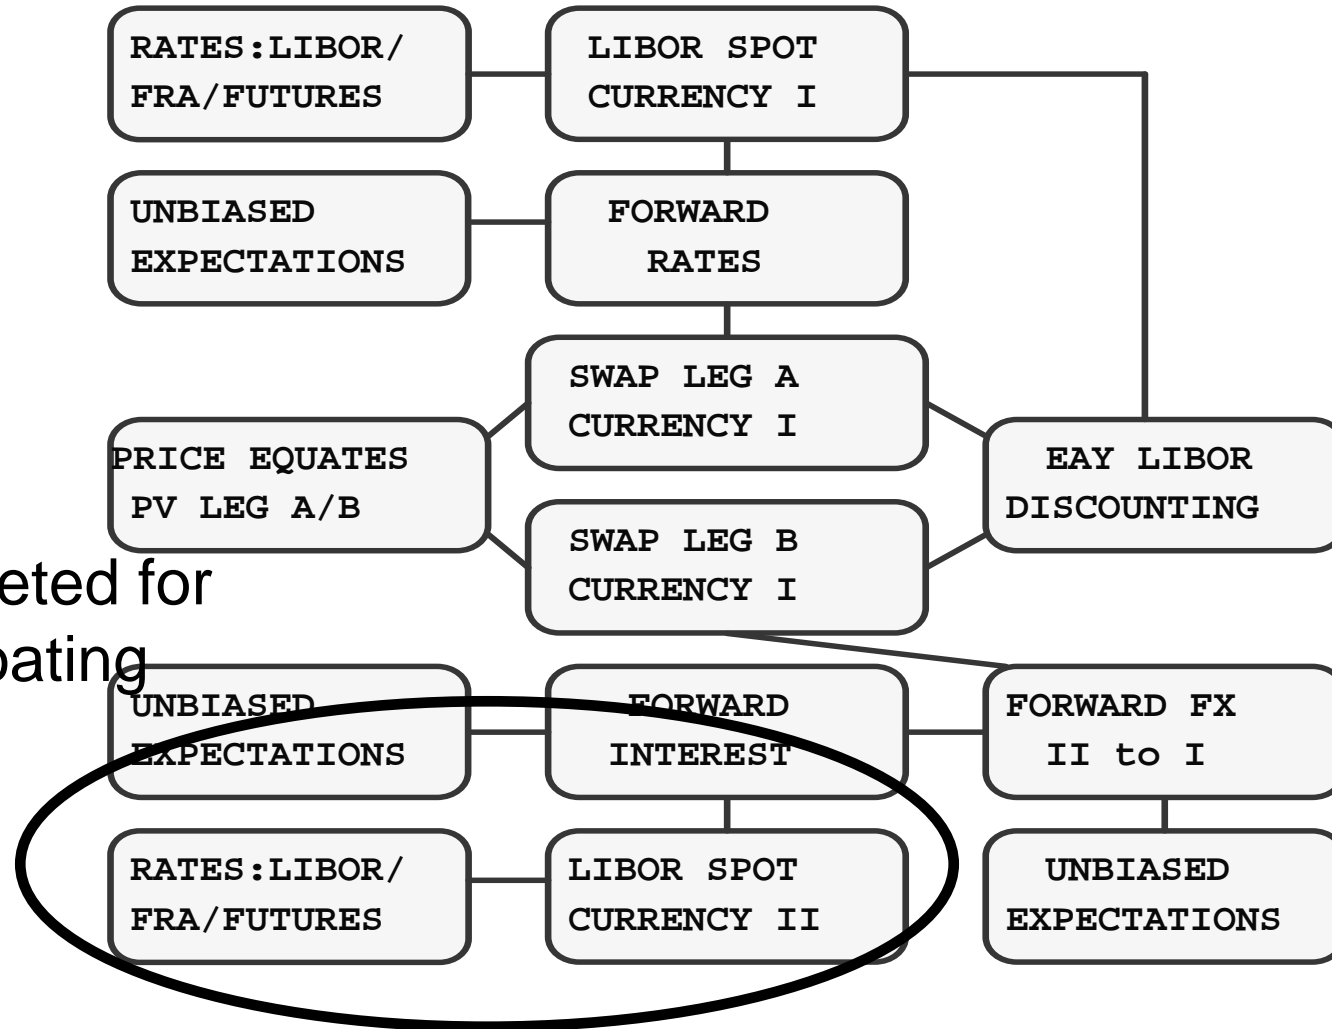 RATES:LIBOR/
FRA/FUTURES
LIBOR SPOT
CURRENCY I
UNBIASED
EXPECTATIONS
FORWARD
RATES
SWAP LEG A
CURRENCY I
PRICE EQUATES
PV LEG A/B
EAY LIBOR
DISCOUNTING
SWAP LEG B
CURRENCY I
eted for
oating
UNBIASED
EXPECTATIONS
FORWARD
INTEREST
FORWARD FX
II to I
RATES:LIBOR/
FRA/FUTURES
LIBOR SPOT
CURRENCY II
UNBIASED
EXPECTATIONS